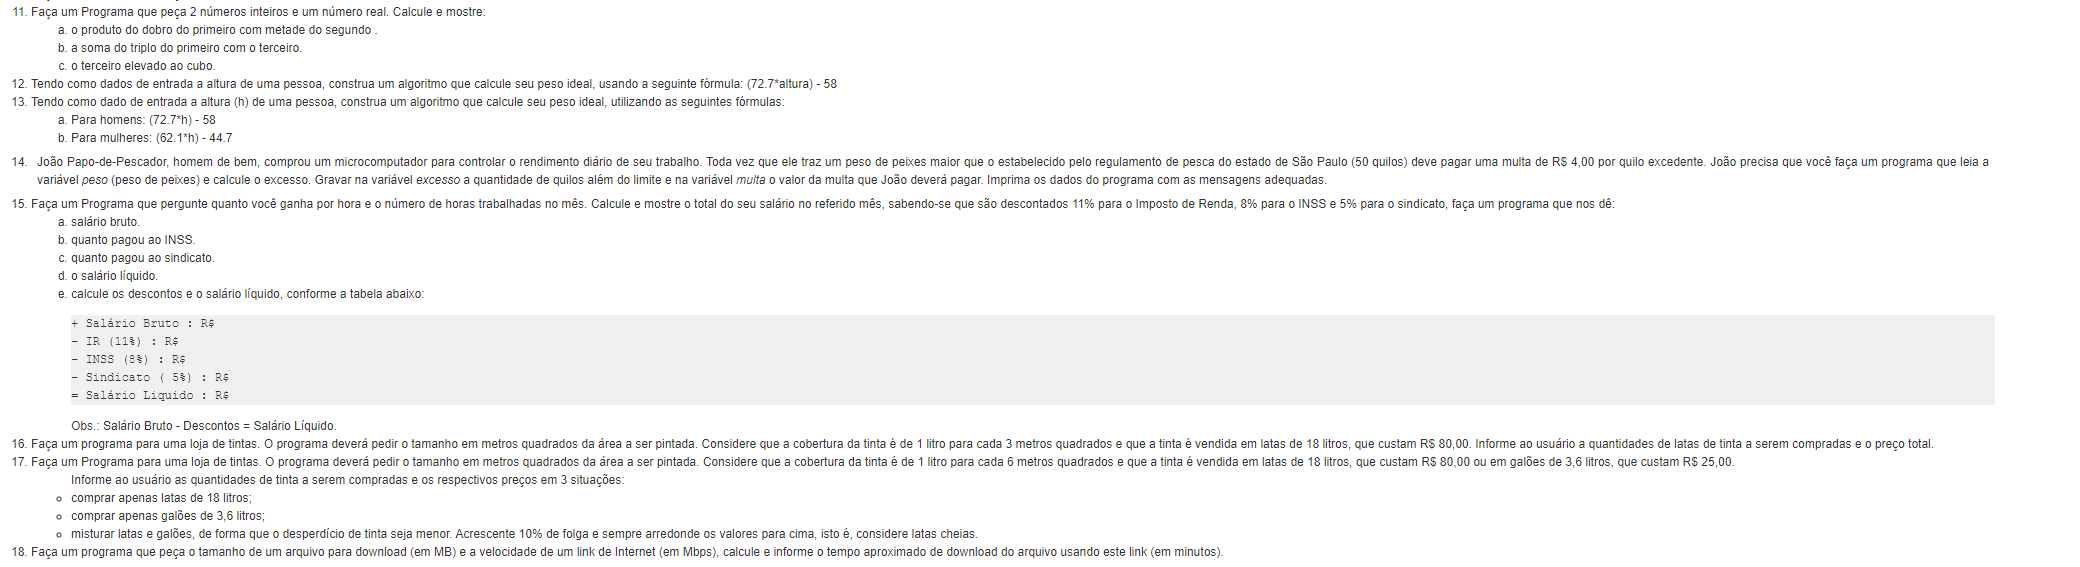 11. Faça um Programa que peça 2 números inteiros e um número real. Calcule e mostre:
a. o produto do dobro do primeiro com metade do segundo .
b. a soma do triplo do primeiro com o terceiro.
c. o terceiro elevado ao cubo.
12. Tendo como dados de entrada a altura de uma pessoa, construa um algoritmo que calcule seu peso ideal, usando a seguinte fórmula: (72.7*altura) - 58
13. Tendo como dado de entrada a altura (h) de uma pessoa, construa um algoritmo que calcule seu peso ideal, utilizando as seguintes fórmulas:
a. Para homens: (72.7*h) - 58
b. Para mulheres: (62.1*h) - 44.7
14. João Papo-de-Pescador, homem de bem, comprou um microcomputador para controlar o rendimento diário de seu trabalho. Toda vez que ele traz um peso de peixes maior que o estabelecido pelo regulamento de pesca do estado de São Paulo (50 quilos) deve pagar uma multa de R$ 4,00 por quilo excedente. João precisa que você faça um programa que leia a
variável peso (peso de peixes) e calcule o excesso. Gravar na variável excesso a quantidade de quilos além do limite e na variável multa o valor da multa que João deverá pagar. Imprima os dados do programa com as mensagens adequadas.
15. Faça um Programa que pergunte quanto você ganha por hora e o número de horas trabalhadas no mês. Calcule e mostre o total do seu salário no referido mês, sabendo-se que são descontados 11% para o Imposto de Renda, 8% para o INSS e 5% para o sindicato, faça um programa que nos dê:
a. salário bruto.
b. quanto pagou ao INSS.
c. quanto pagou ao sindicato.
d. o salário líquido.
e. calcule os descontos e o salário líquido, conforme a tabela abaixo:
+ Salário Bruto : R$
- IR (11%) : R$
- INSS (8%) : R$
- Sindicato ( 5%) : R$
= Salário Liquido : R$
Obs.: Salário Bruto - Descontos = Salário Líquido.
16. Faça um programa para uma loja de tintas. O programa deverá pedir o tamanho em metros quadrados da área a ser pintada. Considere que a cobertura da tinta é de 1 litro para cada 3 metros quadrados e que a tinta é vendida em latas de 18 litros, que custam R$ 80,00. Informe ao usuário a quantidades de latas de tinta a serem compradas e o preço total.
17. Faça um Programa para uma loja de tintas. O programa deverá pedir o tamanho em metros quadrados da área a ser pintada. Considere que a cobertura da tinta é de 1 litro para cada 6 metros quadrados e que a tinta é vendida em latas de 18 litros, que custam R$ 80,00 ou em galões de 3,6 litros, que custam R$ 25,00.
Informe ao usuário as quantidades de tinta a serem compradas e os respectivos preços em 3 situações:
comprar apenas latas de 18 litros;
comprar apenas galões de 3,6 litros;
misturar latas e galões, de forma que o desperdício de tinta seja menor. Acrescente 10% de folga e sempre arredonde os valores para cima, isto é, considere latas cheias.
18. Faça um programa que peça o tamanho de um arquivo para download (em MB) e a velocidade de um link de Internet (em Mbps), calcule e informe o tempo aproximado de download do arquivo usando este link (em minutos).